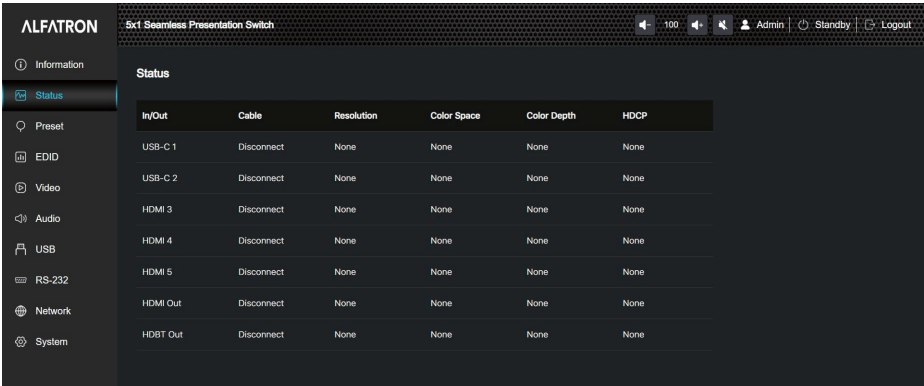 ALFATRON
5x1 Seamless Presentation Switch
100
Admin
Standby
Logout
Information
Status
Preset
EDID
Video
Audio
USB
RS-232
Network
System
Status
In/Out Cable Resolution Color Space Color Depth HDCP
USB-C 1 Disconnect None None None None
USB-C 2 Disconnect None None None None
HDMI 3 Disconnect None None None None
HDMI 4 Disconnect None None None None
HDMI 5 Disconnect None None None None
HDMI Out Disconnect None None None None
HDBT Out Disconnect None None None None